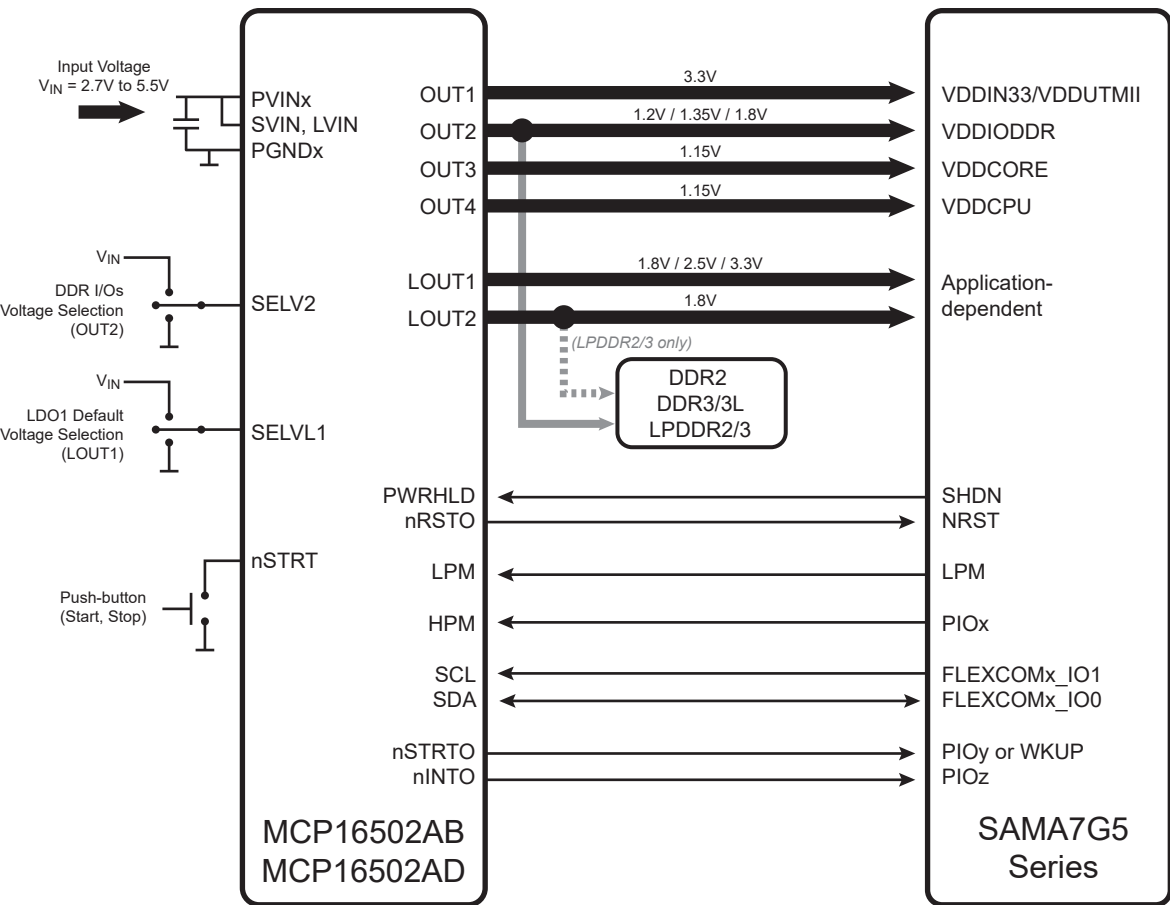 Input Voltage
VIN = 2.7V to 5.5V
PVINx
SVIN, LVIN
PGNDx
VIN
DDR I/Os
Voltage Selection
(OUT2)
SELV2
VIN
LDO1 Default
Voltage Selection
(LOUT1)
SELVL1
nSTRT
Push-button
(Start, Stop)
OUT1
OUT2
OUT3
OUT4
LOUT1
LOUT2
PWRHLD
nRSTO
LPM
HPM
SCL
SDA
nSTRTO
nINTO
MCP16502AB
MCP16502AD
3.3V
1.2V / 1.35V / 1.8V
1.15V
1.15V
1.8V / 2.5V / 3.3V
1.8V
(LPDDR2/3 only)
DDR2
DDR3/3L
LPDDR2/3
VDDIN33/VDDUTMII
VDDIODDR
VDDCORE
VDDCPU
Application-
dependent
SHDN
NRST
LPM
PIOx
FLEXCOMx_IO1
FLEXCOMx_IO0
PIOy or WKUP
PIOz
SAMA7G5
Series